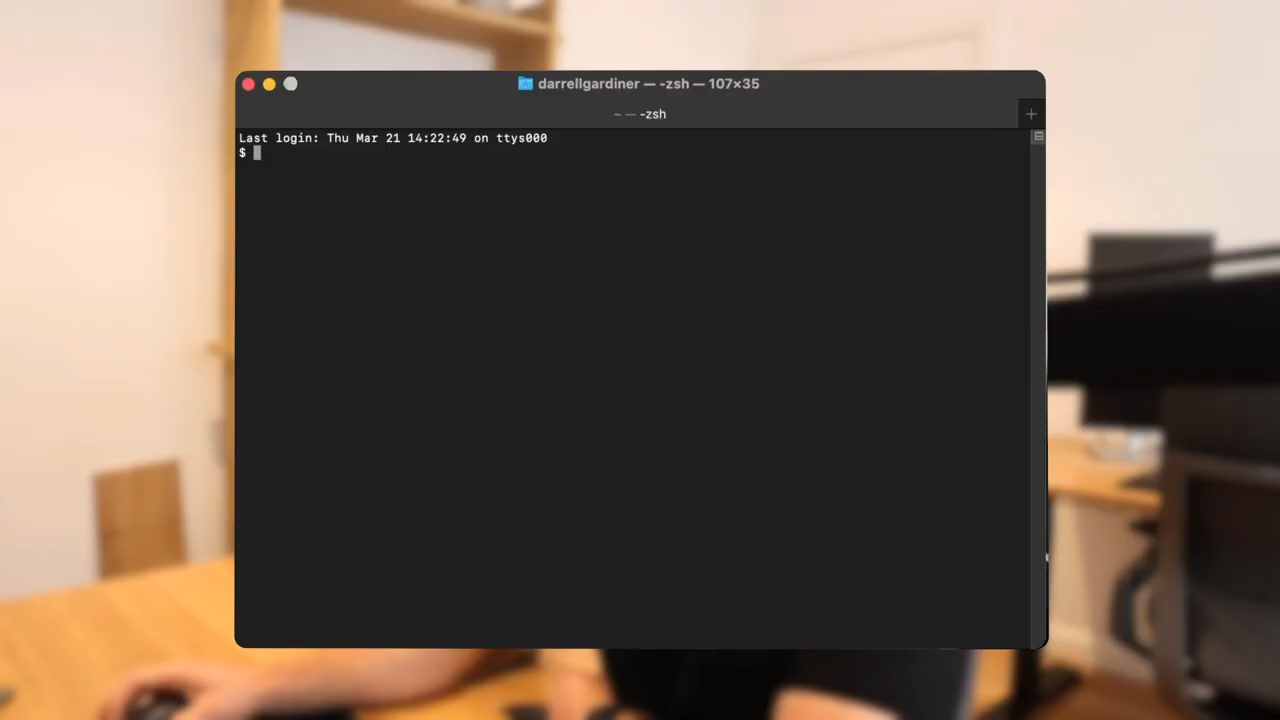 darrellgardiner — -zsh — 107×35
~ — -zsh
Last login: Thu Mar 21 14:22:49 on ttys000
$